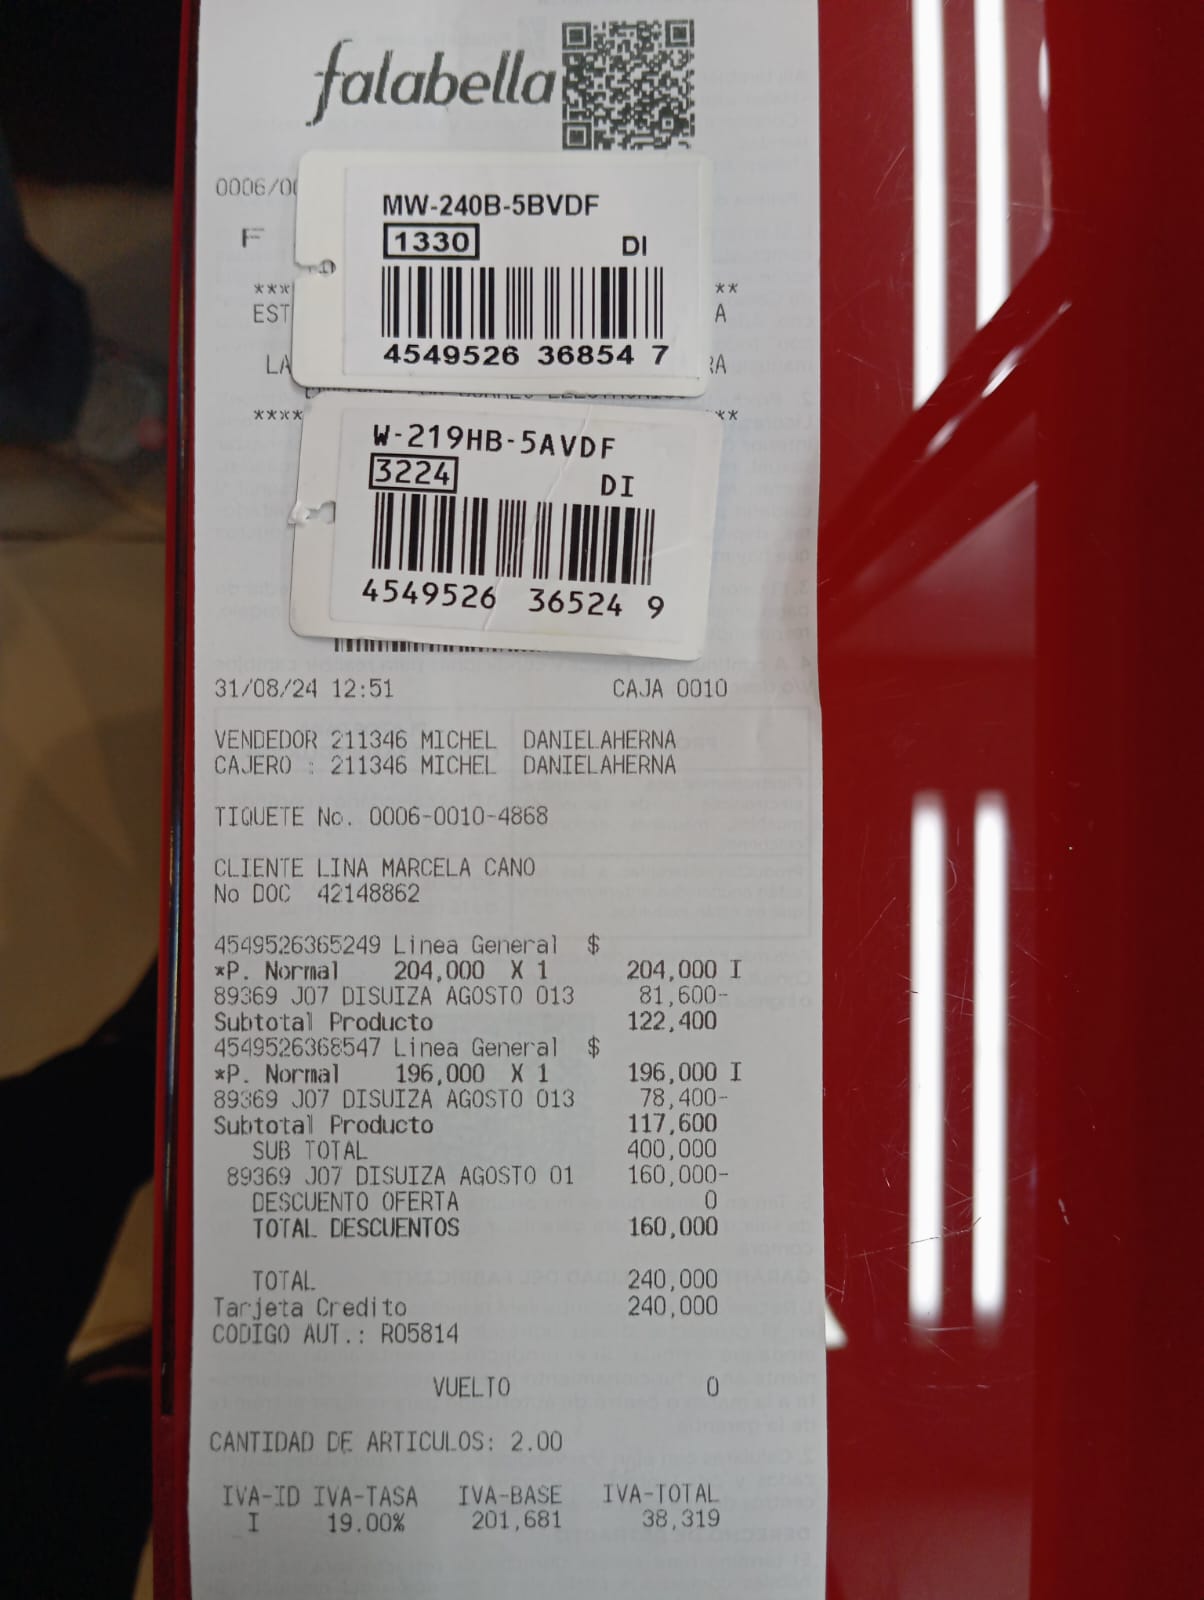 falabella
0006/00
F
MW-240B-5BVDF
1330 DI
4549526 36854 7
*** **
EST A
LA RA
**** **
W-219HB-5AVDF
3224 DI
4549526 36524 9
31/08/24 12:51 CAJA 0010
VENDEDOR 211346 MICHEL DANIELAHERNA
CAJERO : 211346 MICHEL DANIELAHERNA
TIQUETE No. 0006-0010-4868
CLIENTE LINA MARCELA CANO
No DOC 42148862
4549526365249 Linea General $
*P. Normal 204,000 X 1 204,000 I
89369 J07 DISUIZA AGOSTO 013 81,600-
Subtotal Producto 122,400
4549526368547 Linea General $
*P. Normal 196,000 X 1 196,000 I
89369 J07 DISUIZA AGOSTO 013 78,400-
Subtotal Producto 117,600
SUB TOTAL 400,000
89369 J07 DISUIZA AGOSTO 01 160,000-
DESCUENTO OFERTA 0
TOTAL DESCUENTOS 160,000
TOTAL 240,000
Tarjeta Credito 240,000
CODIGO AUT.: R05814
VUELTO 0
CANTIDAD DE ARTICULOS: 2.00
IVA-ID IVA-TASA IVA-BASE IVA-TOTAL
I 19.00% 201,681 38,319